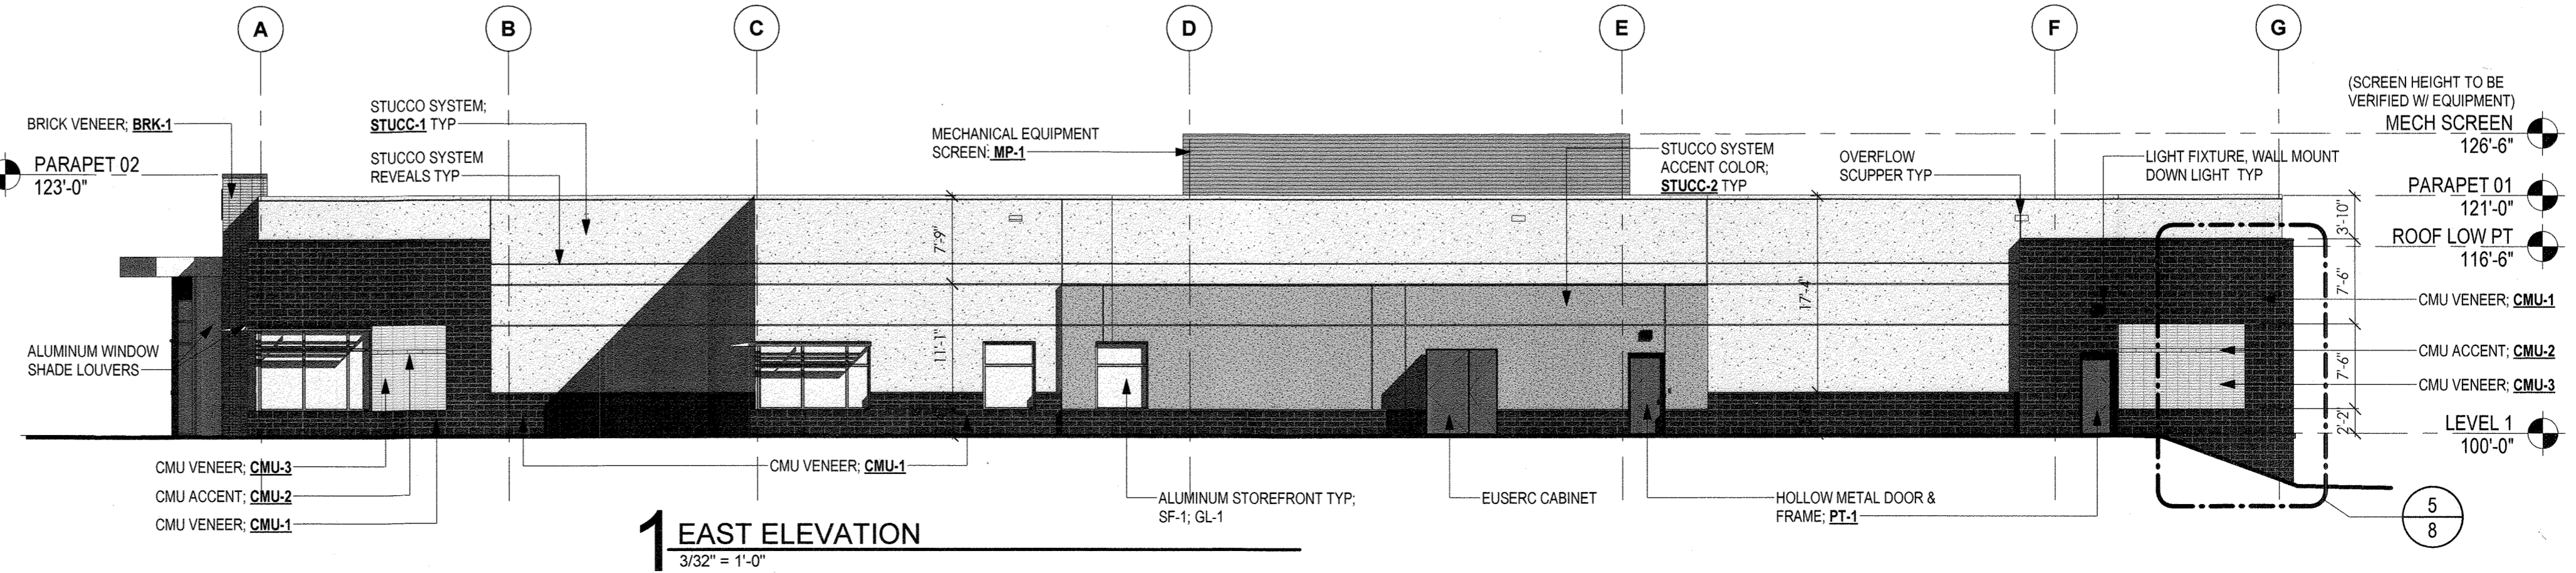 A
B
C
D
E
F
G
BRICK VENEER; BRK-1
PARAPET 02
123'-0"
STUCCO SYSTEM;
STUCC-1 TYP
STUCCO SYSTEM
REVEALS TYP
MECHANICAL EQUIPMENT
SCREEN; MP-1
STUCCO SYSTEM
ACCENT COLOR;
STUCC-2 TYP
OVERFLOW
SCUPPER TYP
LIGHT FIXTURE, WALL MOUNT
DOWN LIGHT TYP
(SCREEN HEIGHT TO BE
VERIFIED W/ EQUIPMENT)
MECH SCREEN
126'-6"
PARAPET 01
121'-0"
ROOF LOW PT
116'-6"
3'-10"
7'-6"
7'-6"
2'-2"
7'-9"
11'-1"
17'-4"
CMU VENEER; CMU-1
CMU ACCENT; CMU-2
CMU VENEER; CMU-3
LEVEL 1
100'-0"
ALUMINUM WINDOW
SHADE LOUVERS
CMU VENEER; CMU-3
CMU ACCENT; CMU-2
CMU VENEER; CMU-1
CMU VENEER; CMU-1
ALUMINUM STOREFRONT TYP;
SF-1; GL-1
EUSERC CABINET
HOLLOW METAL DOOR &
FRAME; PT-1
5
8
1 EAST ELEVATION
3/32" = 1'-0"